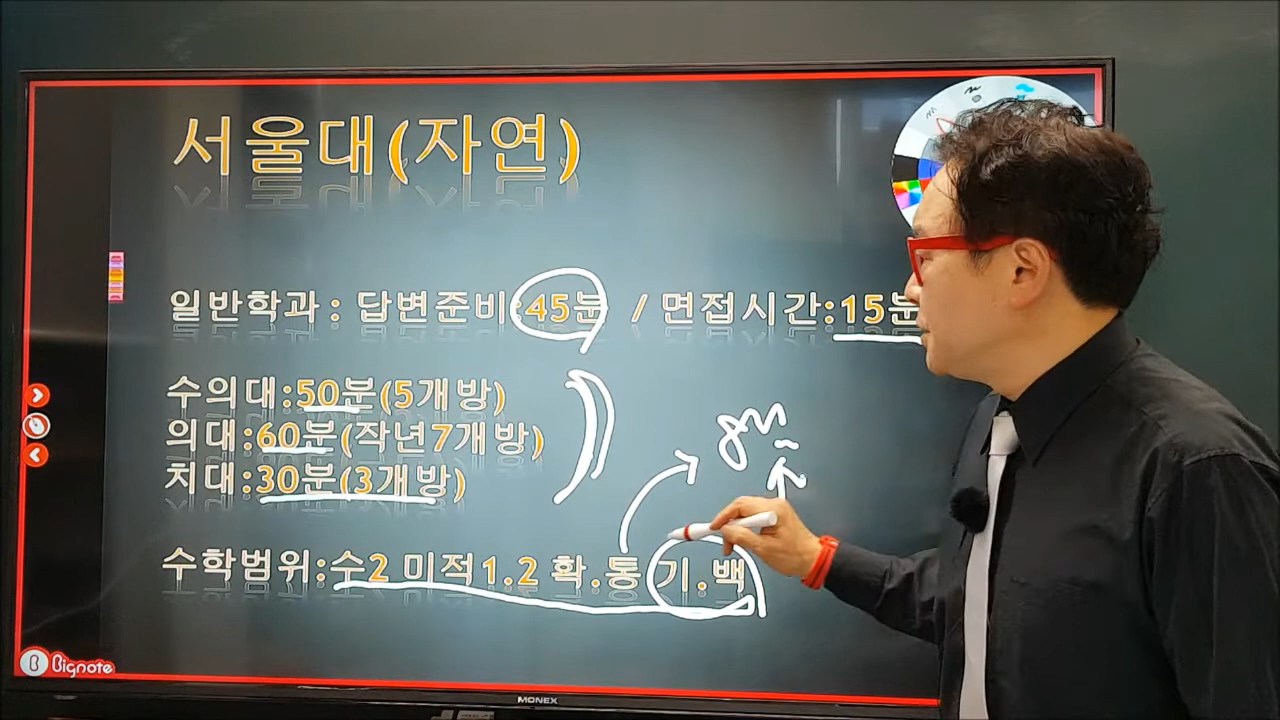 서울대(자연)
일반학과 : 답변준비:45분 / 면접시간:15분
수의대:50분(5개방)
의대:60분(작년7개방)
치대:30분(3개방)
수학범위:수2 미적1.2 확.통 기.백
Bignote
MONEX